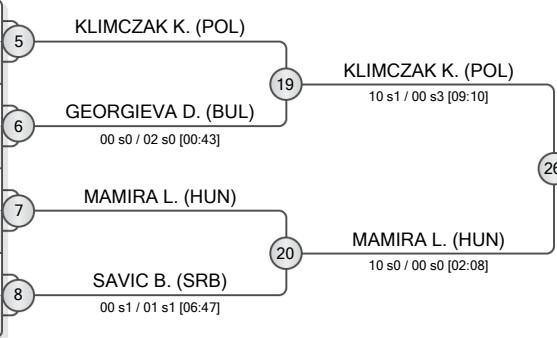 KLIMCZAK K. (POL)
5
19
KLIMCZAK K. (POL)
10 s1 / 00 s3 [09:10]
GEORGIEVA D. (BUL)
6
00 s0 / 02 s0 [00:43]
26
MAMIRA L. (HUN)
7
20
MAMIRA L. (HUN)
10 s0 / 00 s0 [02:08]
SAVIC B. (SRB)
8
00 s1 / 01 s1 [06:47]